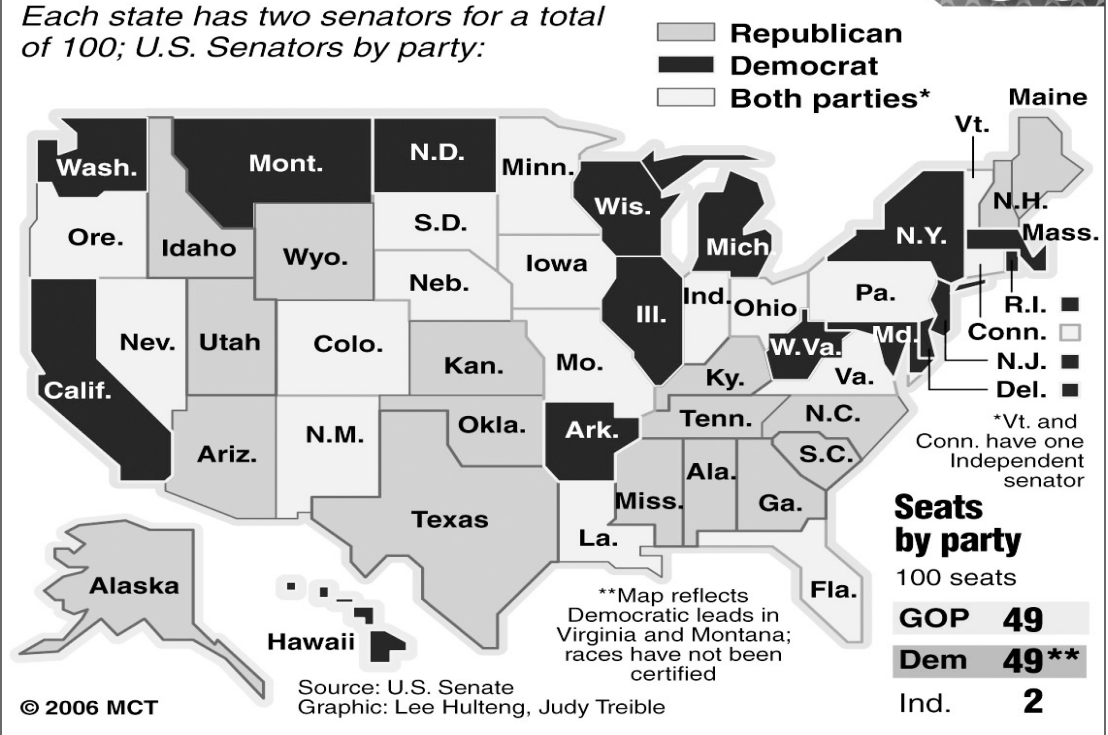 Each state has two senators for a total
of 100; U.S. Senators by party:
Republican
Democrat
Both parties*
Maine
Vt.
Wash.
Mont.
N.D.
Minn.
Wis.
Mich
N.Y.
N.H.
Mass.
Ore.
Idaho
Wyo.
S.D.
Iowa
Neb.
Ill.
Ind.
Ohio
Pa.
R.I.
Conn.
N.J.
Del.
Nev.
Utah
Colo.
Kan.
Mo.
Ky.
W.Va.
Md.
Va.
Calif.
Ariz.
N.M.
Okla.
Ark.
Tenn.
N.C.
S.C.
Texas
La.
Miss.
Ala.
Ga.
Fla.
Alaska
Hawaii
*Vt. and
Conn. have one
Independent
senator
Seats
by party
100 seats
GOP 49
Dem 49**
Ind. 2
**Map reflects
Democratic leads in
Virginia and Montana;
races have not been
certified
© 2006 MCT
Source: U.S. Senate
Graphic: Lee Hulteng, Judy Treible